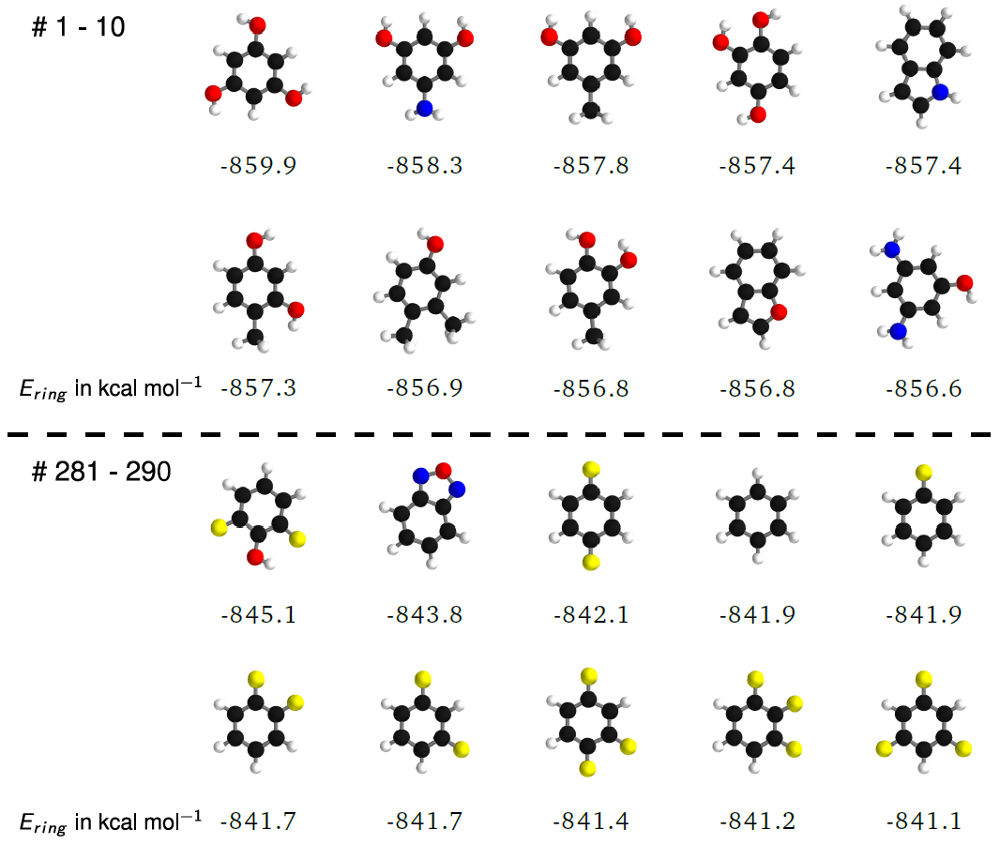 # 1 - 10
-859.9 -858.3 -857.8 -857.4 -857.4
E_ring in kcal mol⁻¹ -857.3 -856.9 -856.8 -856.8 -856.6
# 281 - 290
-845.1 -843.8 -842.1 -841.9 -841.9
E_ring in kcal mol⁻¹ -841.7 -841.7 -841.4 -841.2 -841.1